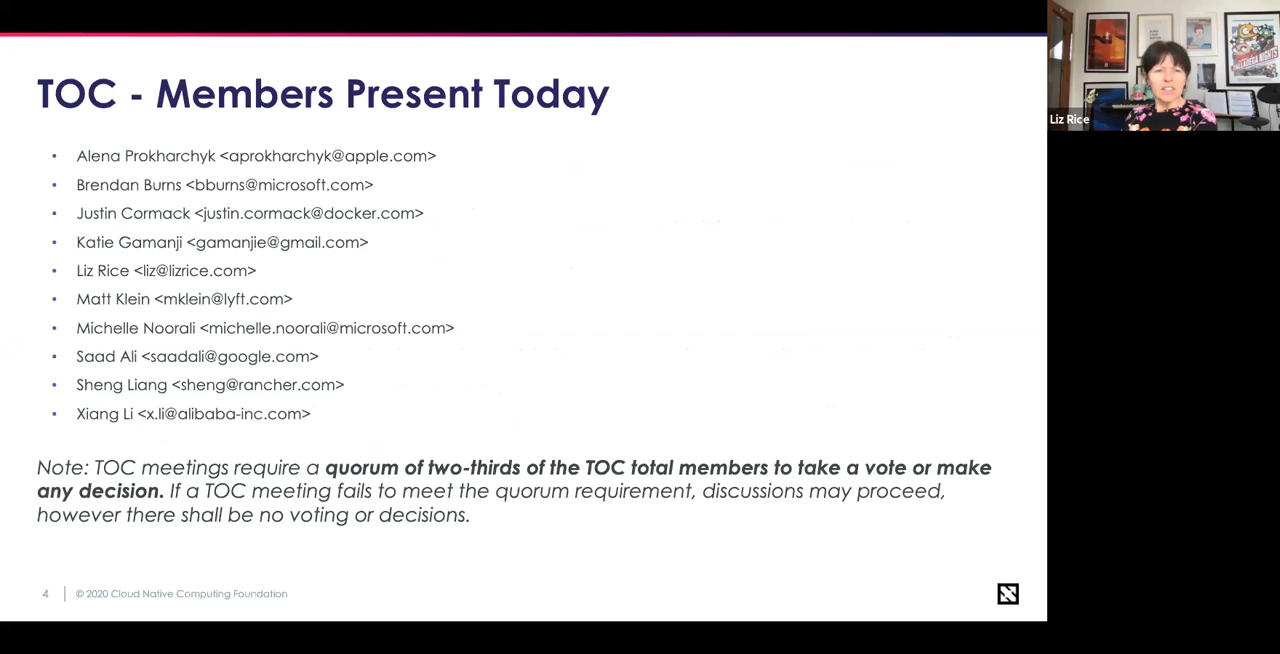 TOC - Members Present Today
• Alena Prokharchyk <aprokharchyk@apple.com>
• Brendan Burns <bburns@microsoft.com>
• Justin Cormack <justin.cormack@docker.com>
• Katie Gamanji <gamanjie@gmail.com>
• Liz Rice <liz@lizrice.com>
• Matt Klein <mklein@lyft.com>
• Michelle Noorali <michelle.noorali@microsoft.com>
• Saad Ali <saadali@google.com>
• Sheng Liang <sheng@rancher.com>
• Xiang Li <x.li@alibaba-inc.com>
Note: TOC meetings require a quorum of two-thirds of the TOC total members to take a vote or make
any decision. If a TOC meeting fails to meet the quorum requirement, discussions may proceed,
however there shall be no voting or decisions.
4 | © 2020 Cloud Native Computing Foundation
Liz Rice